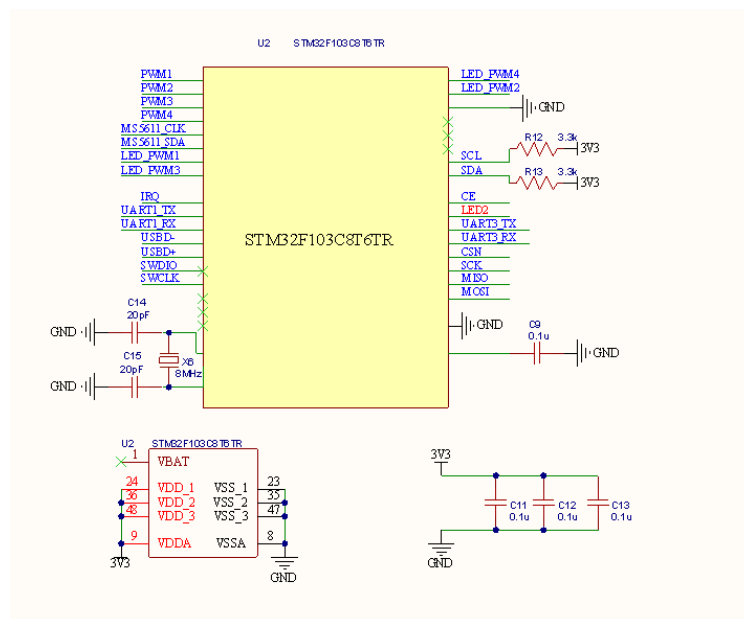 U2 STM32F103C8T6TR
PWM1
PWM2
PWM3
PWM4
MS5611_CLK
MS5611_SDA
LED_PWM1
LED_PWM3
IRQ
UART1_TX
UART1_RX
USBD-
USBD+
SWDIO
SWCLK
STM32F103C8T6TR
LED_PWM4
LED_PWM2
GND
R12 3.3k
SCL
3V3
R13 3.3k
SDA
3V3
CE
LED2
UART3_TX
UART3_RX
CSN
SCK
MISO
MOSI
GND
C9
0.1u
GND
C14
20pF
GND
C15
20pF
X6
8MHz
GND
U2 STM32F103C8T6TR
1 VBAT
24 VDD_1 VSS_1 23
36 VDD_2 VSS_2 35
48 VDD_3 VSS_3 47
9 VDDA VSSA 8
3V3
GND
3V3
C11 C12 C13
0.1u 0.1u 0.1u
GND